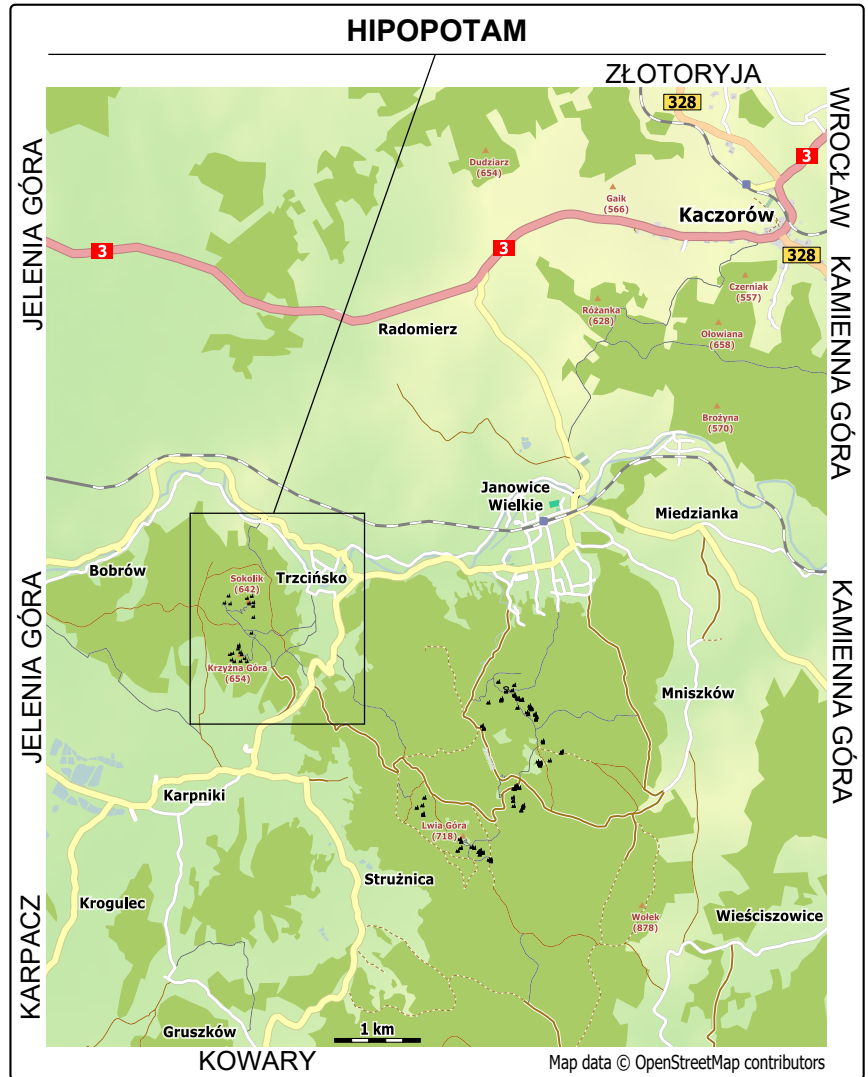 HIPOPOTAM
ZŁOTORYJA
WROCŁAW
328
3
Dudziarz
(654)
Gaik
(566)
Kaczorów
JELENIA GÓRA
3
3
328
KAMIENNA GÓRA
Czerniak
(557)
Różanka
(628)
Radomierz
Ołowiana
(658)
Brożyna
(570)
Janowice
Wielkie
Miedzianka
JELENIA GÓRA
Bobrów
Sokolik
(642)
Trzcińsko
KAMIENNA GÓRA
Krzyżna Góra
(654)
Mniszków
Karpniki
Lwia Góra
(718)
Strużnica
KARPACZ
Krogulec
Wołek
(878)
Wieściszowice
Gruszków
1 km
KOWARY
Map data © OpenStreetMap contributors